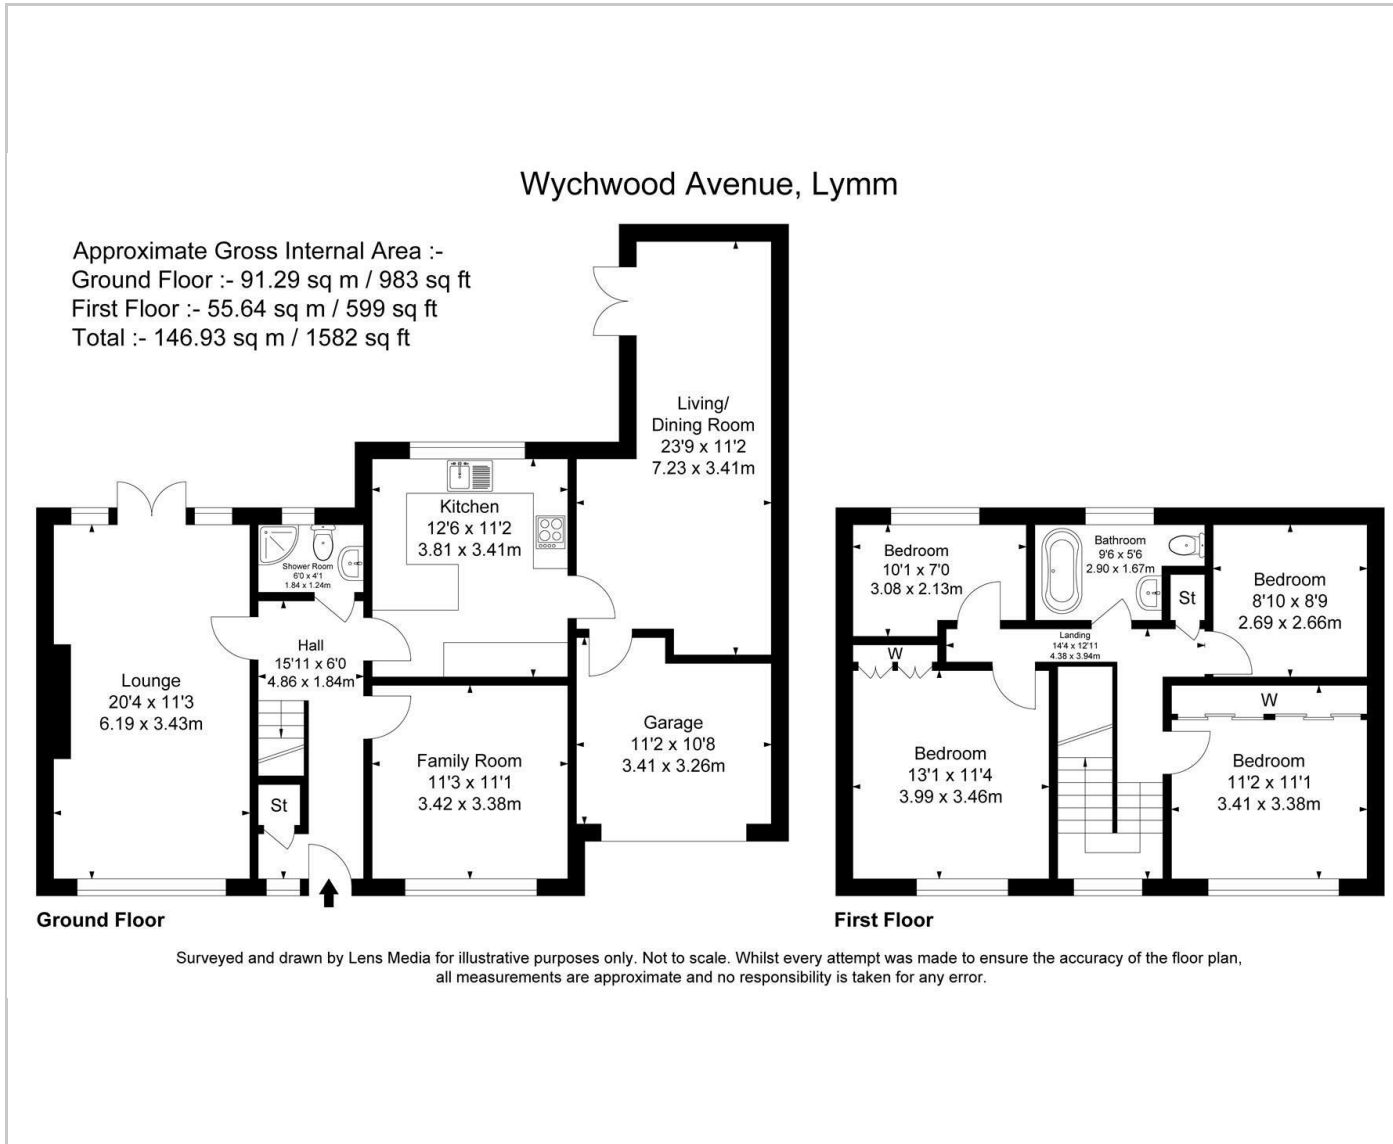 Wychwood Avenue, Lymm
Approximate Gross Internal Area :-
Ground Floor :- 91.29 sq m / 983 sq ft
First Floor :- 55.64 sq m / 599 sq ft
Total :- 146.93 sq m / 1582 sq ft
Living/
Dining Room
23'9 x 11'2
7.23 x 3.41m
Kitchen
12'6 x 11'2
3.81 x 3.41m
Shower Room
6'0 x 4'1
1.84 x 1.24m
Hall
15'11 x 6'0
4.86 x 1.84m
Lounge
20'4 x 11'3
6.19 x 3.43m
Family Room
11'3 x 11'1
3.42 x 3.38m
Garage
11'2 x 10'8
3.41 x 3.26m
St
Ground Floor
Bedroom
10'1 x 7'0
3.08 x 2.13m
Bathroom
9'6 x 5'6
2.90 x 1.67m
St
Bedroom
8'10 x 8'9
2.69 x 2.66m
Landing
14'4 x 12'11
4.38 x 3.94m
W
W
Bedroom
13'1 x 11'4
3.99 x 3.46m
Bedroom
11'2 x 11'1
3.41 x 3.38m
First Floor
Surveyed and drawn by Lens Media for illustrative purposes only. Not to scale. Whilst every attempt was made to ensure the accuracy of the floor plan,
all measurements are approximate and no responsibility is taken for any error.